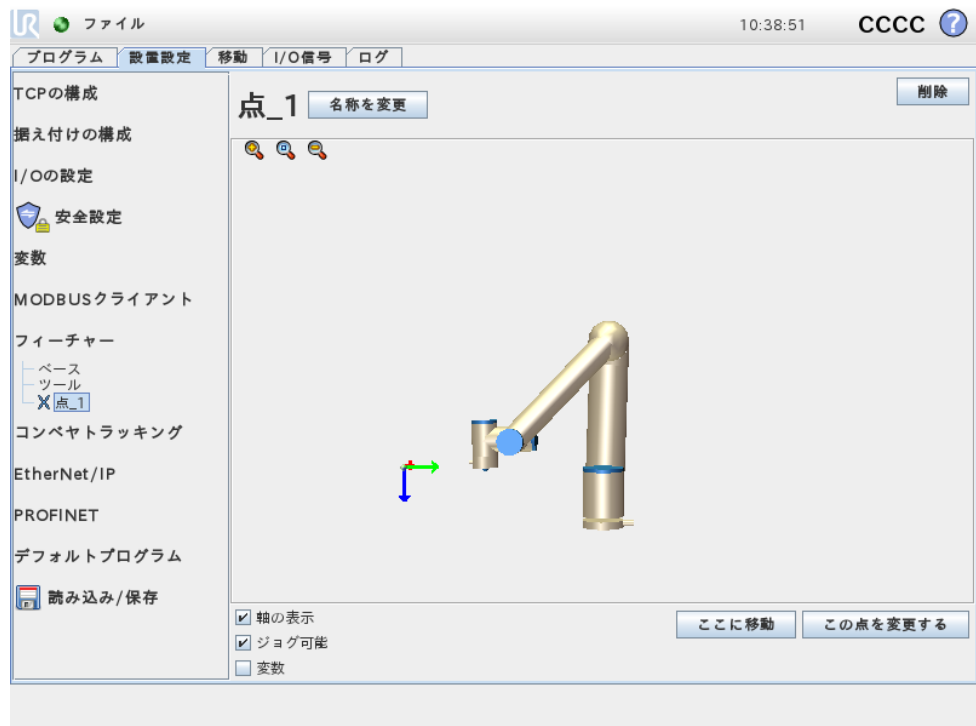 UR ファイル 10:38:51 CCCC ?
プログラム 設置設定 移動 I/O信号 ログ
TCPの構成
据え付けの構成
I/Oの設定
安全設定
変数
MODBUSクライアント
フィーチャー
ベース
ツール
点_1
コンベヤトラッキング
EtherNet/IP
PROFINET
デフォルトプログラム
読み込み/保存
点_1 名称を変更 削除
軸の表示
ジョグ可能
変数
ここに移動 この点を変更する